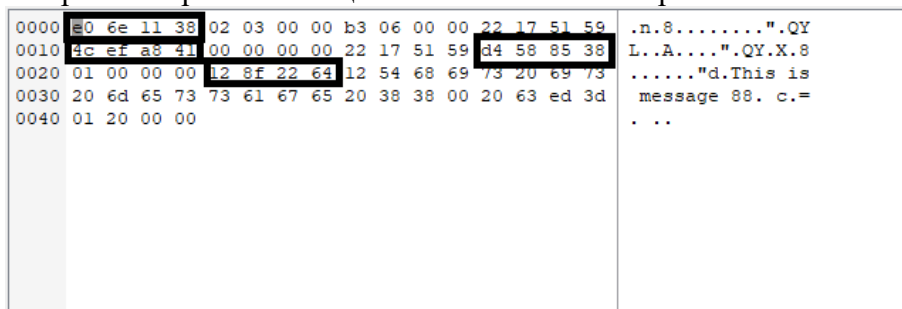 0000 e0 6e 11 38 02 03 00 00 b3 06 00 00 22 17 51 59 .n.8........".QY
0010 4c ef a8 41 00 00 00 00 22 17 51 59 d4 58 85 38 L..A....".QY.X.8
0020 01 00 00 00 12 8f 22 64 12 54 68 69 73 20 69 73 ......"d.This is
0030 20 6d 65 73 73 61 67 65 20 38 38 00 20 63 ed 3d message 88. c.=
0040 01 20 00 00 . ..